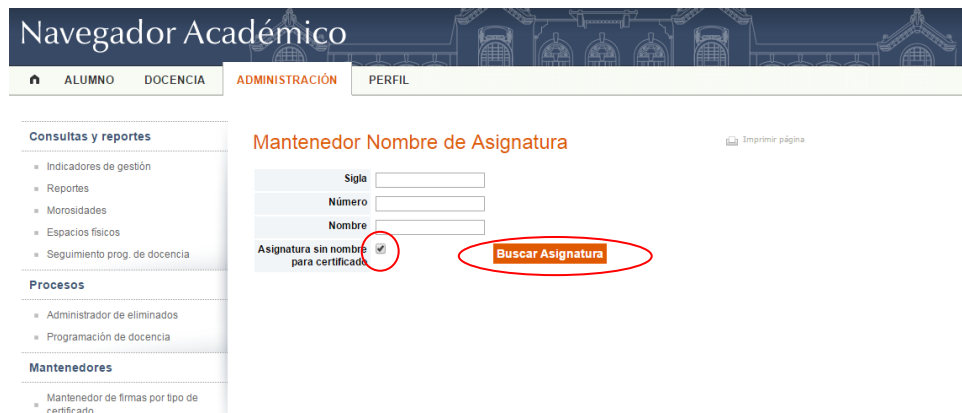 Navegador Académico
ALUMNO DOCENCIA ADMINISTRACIÓN PERFIL
Consultas y reportes
Indicadores de gestión
Reportes
Morosidades
Espacios físicos
Seguimiento prog. de docencia
Procesos
Administrador de eliminados
Programación de docencia
Mantenedores
Mantenedor de firmas por tipo de
certificado
Mantenedor Nombre de Asignatura
Imprimir página
Sigla
Número
Nombre
Asignatura sin nombre
para certificado
Buscar Asignatura